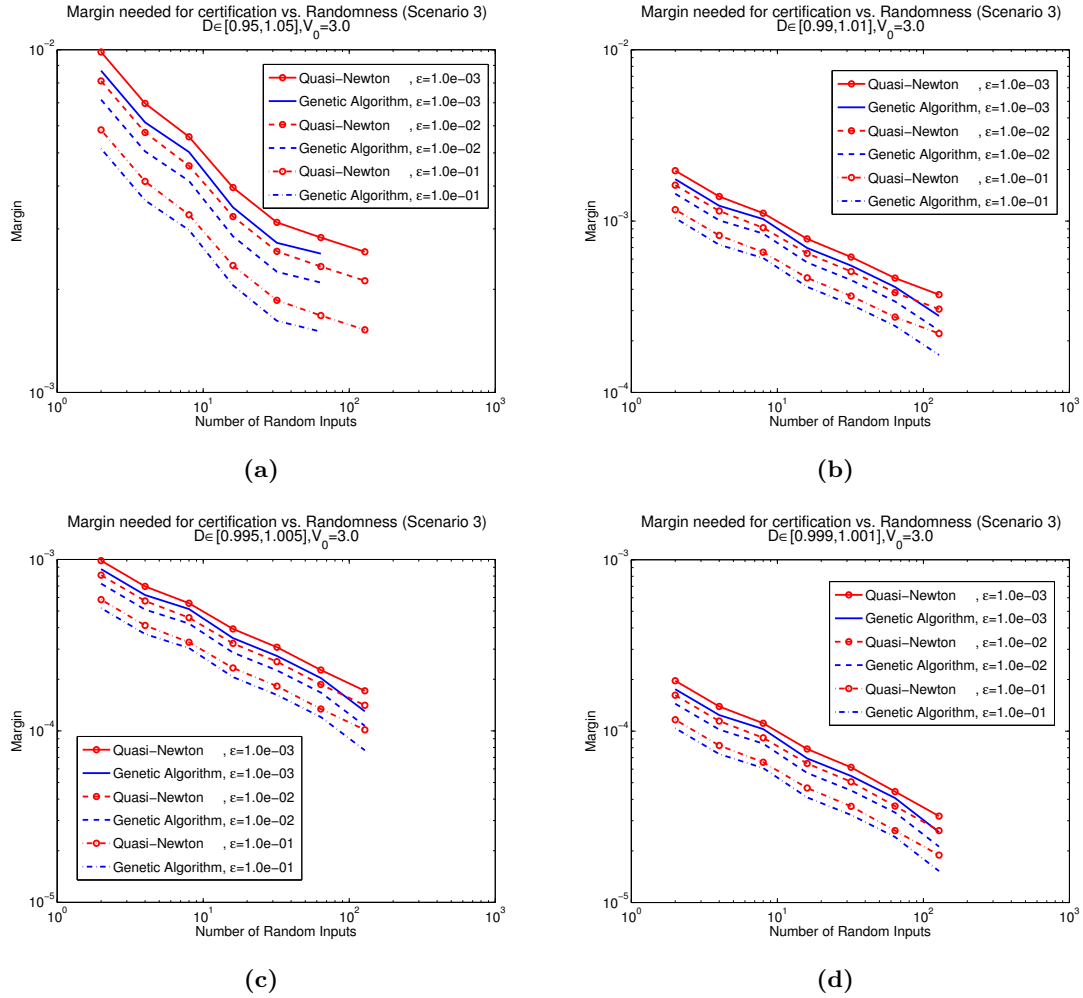 Margin needed for certification vs. Randomness (Scenario 3)
D∈[0.95,1.05],V_0=3.0
10^-2
Margin
10^-3
Quasi−Newton , ε=1.0e−03
Genetic Algorithm, ε=1.0e−03
Quasi−Newton , ε=1.0e−02
Genetic Algorithm, ε=1.0e−02
Quasi−Newton , ε=1.0e−01
Genetic Algorithm, ε=1.0e−01
10^0 10^1 10^2 10^3
Number of Random Inputs
(a)
Margin needed for certification vs. Randomness (Scenario 3)
D∈[0.99,1.01],V_0=3.0
10^-2
10^-3
Margin
10^-4
Quasi−Newton , ε=1.0e−03
Genetic Algorithm, ε=1.0e−03
Quasi−Newton , ε=1.0e−02
Genetic Algorithm, ε=1.0e−02
Quasi−Newton , ε=1.0e−01
Genetic Algorithm, ε=1.0e−01
10^0 10^1 10^2 10^3
Number of Random Inputs
(b)
Margin needed for certification vs. Randomness (Scenario 3)
D∈[0.995,1.005],V_0=3.0
10^-3
10^-4
Margin
10^-5
Quasi−Newton , ε=1.0e−03
Genetic Algorithm, ε=1.0e−03
Quasi−Newton , ε=1.0e−02
Genetic Algorithm, ε=1.0e−02
Quasi−Newton , ε=1.0e−01
Genetic Algorithm, ε=1.0e−01
10^0 10^1 10^2 10^3
Number of Random Inputs
(c)
Margin needed for certification vs. Randomness (Scenario 3)
D∈[0.999,1.001],V_0=3.0
10^-3
10^-4
Margin
10^-5
Quasi−Newton , ε=1.0e−03
Genetic Algorithm, ε=1.0e−03
Quasi−Newton , ε=1.0e−02
Genetic Algorithm, ε=1.0e−02
Quasi−Newton , ε=1.0e−01
Genetic Algorithm, ε=1.0e−01
10^0 10^1 10^2 10^3
Number of Random Inputs
(d)